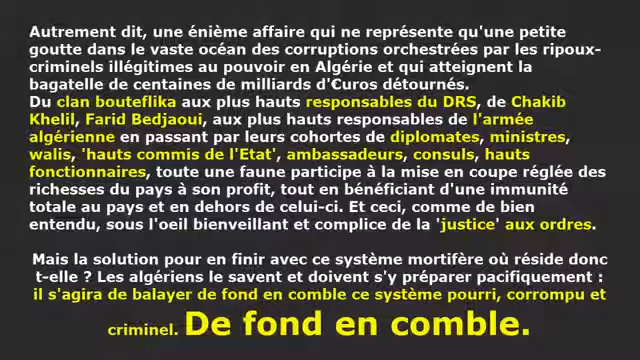 Autrement dit, une énième affaire qui ne représente qu'une petite
goutte dans le vaste océan des corruptions orchestrées par les ripoux-
criminels illégitimes au pouvoir en Algérie et qui atteignent la
bagatelle de centaines de milliards d'€uros détournés.
Du clan bouteflika aux plus hauts responsables du DRS, de Chakib
Khelil, Farid Bedjaoui, aux plus hauts responsables de l'armée
algérienne en passant par leurs cohortes de diplomates, ministres,
walis, 'hauts commis de l'Etat', ambassadeurs, consuls, hauts
fonctionnaires, toute une faune participe à la mise en coupe réglée des
richesses du pays à son profit, tout en bénéficiant d'une immunité
totale au pays et en dehors de celui-ci. Et ceci, comme de bien
entendu, sous l'oeil bienveillant et complice de la 'justice' aux ordres.
Mais la solution pour en finir avec ce système mortifère où réside donc
t-elle ? Les algériens le savent et doivent s'y préparer pacifiquement :
il s'agira de balayer de fond en comble ce système pourri, corrompu et
criminel. De fond en comble.